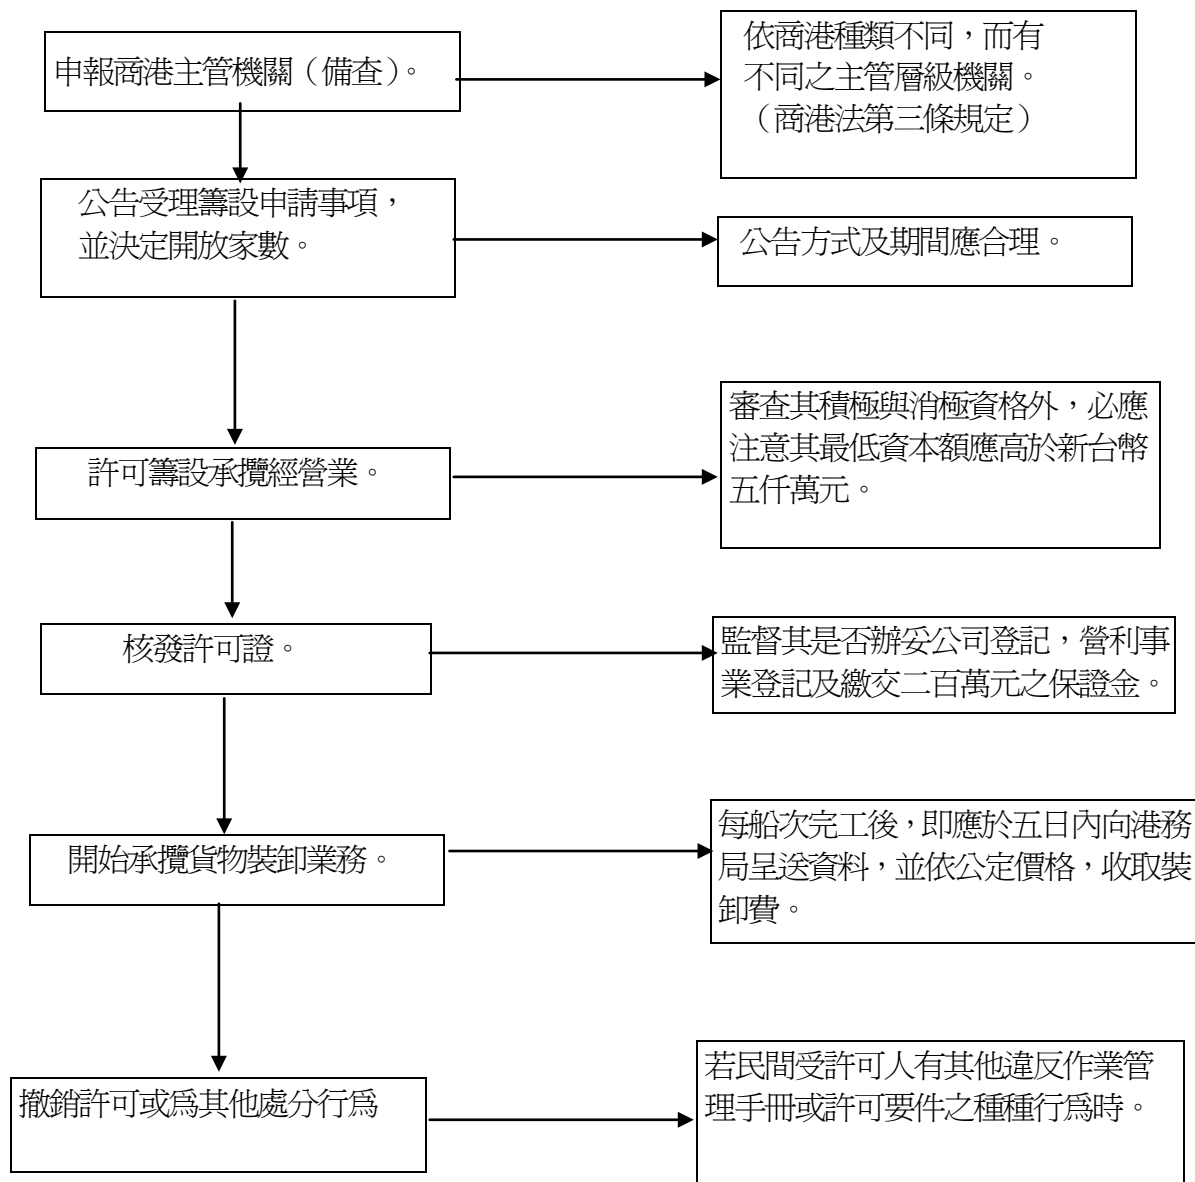 申報商港主管機關（備查）。
依商港種類不同，而有
不同之主管層級機關。
（商港法第三條規定）
公告受理籌設申請事項，
並決定開放家數。
公告方式及期間應合理。
許可籌設承攬經營業。
審查其積極與消極資格外，必應
注意其最低資本額應高於新台幣
五仟萬元。
核發許可證。
監督其是否辦妥公司登記，營利事
業登記及繳交二百萬元之保證金。
開始承攬貨物裝卸業務。
每船次完工後，即應於五日內向港務
局呈送資料，並依公定價格，收取裝
卸費。
撤銷許可或為其他處分行為
若民間受許可人有其他違反作業管
理手冊或許可要件之種種行為時。